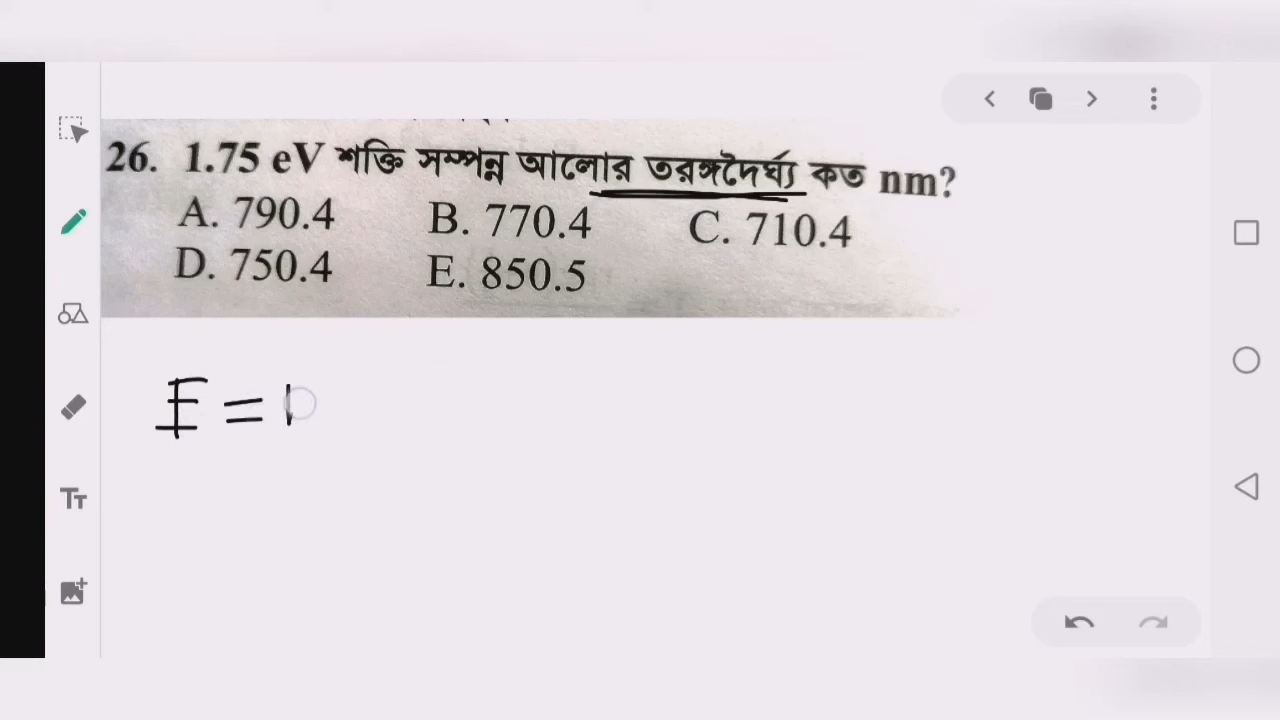 26. 1.75 eV শক্তি সম্পন্ন আলোর তরঙ্গদৈর্ঘ্য কত nm?
A. 790.4 B. 770.4 C. 710.4
D. 750.4 E. 850.5
E =
Tт